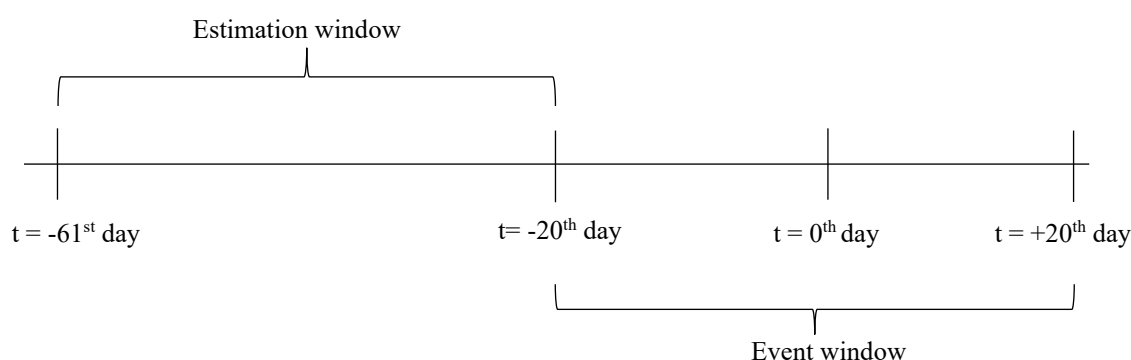 Estimation window
t = -61st day
t= -20th day
t = 0th day
t = +20th day
Event window